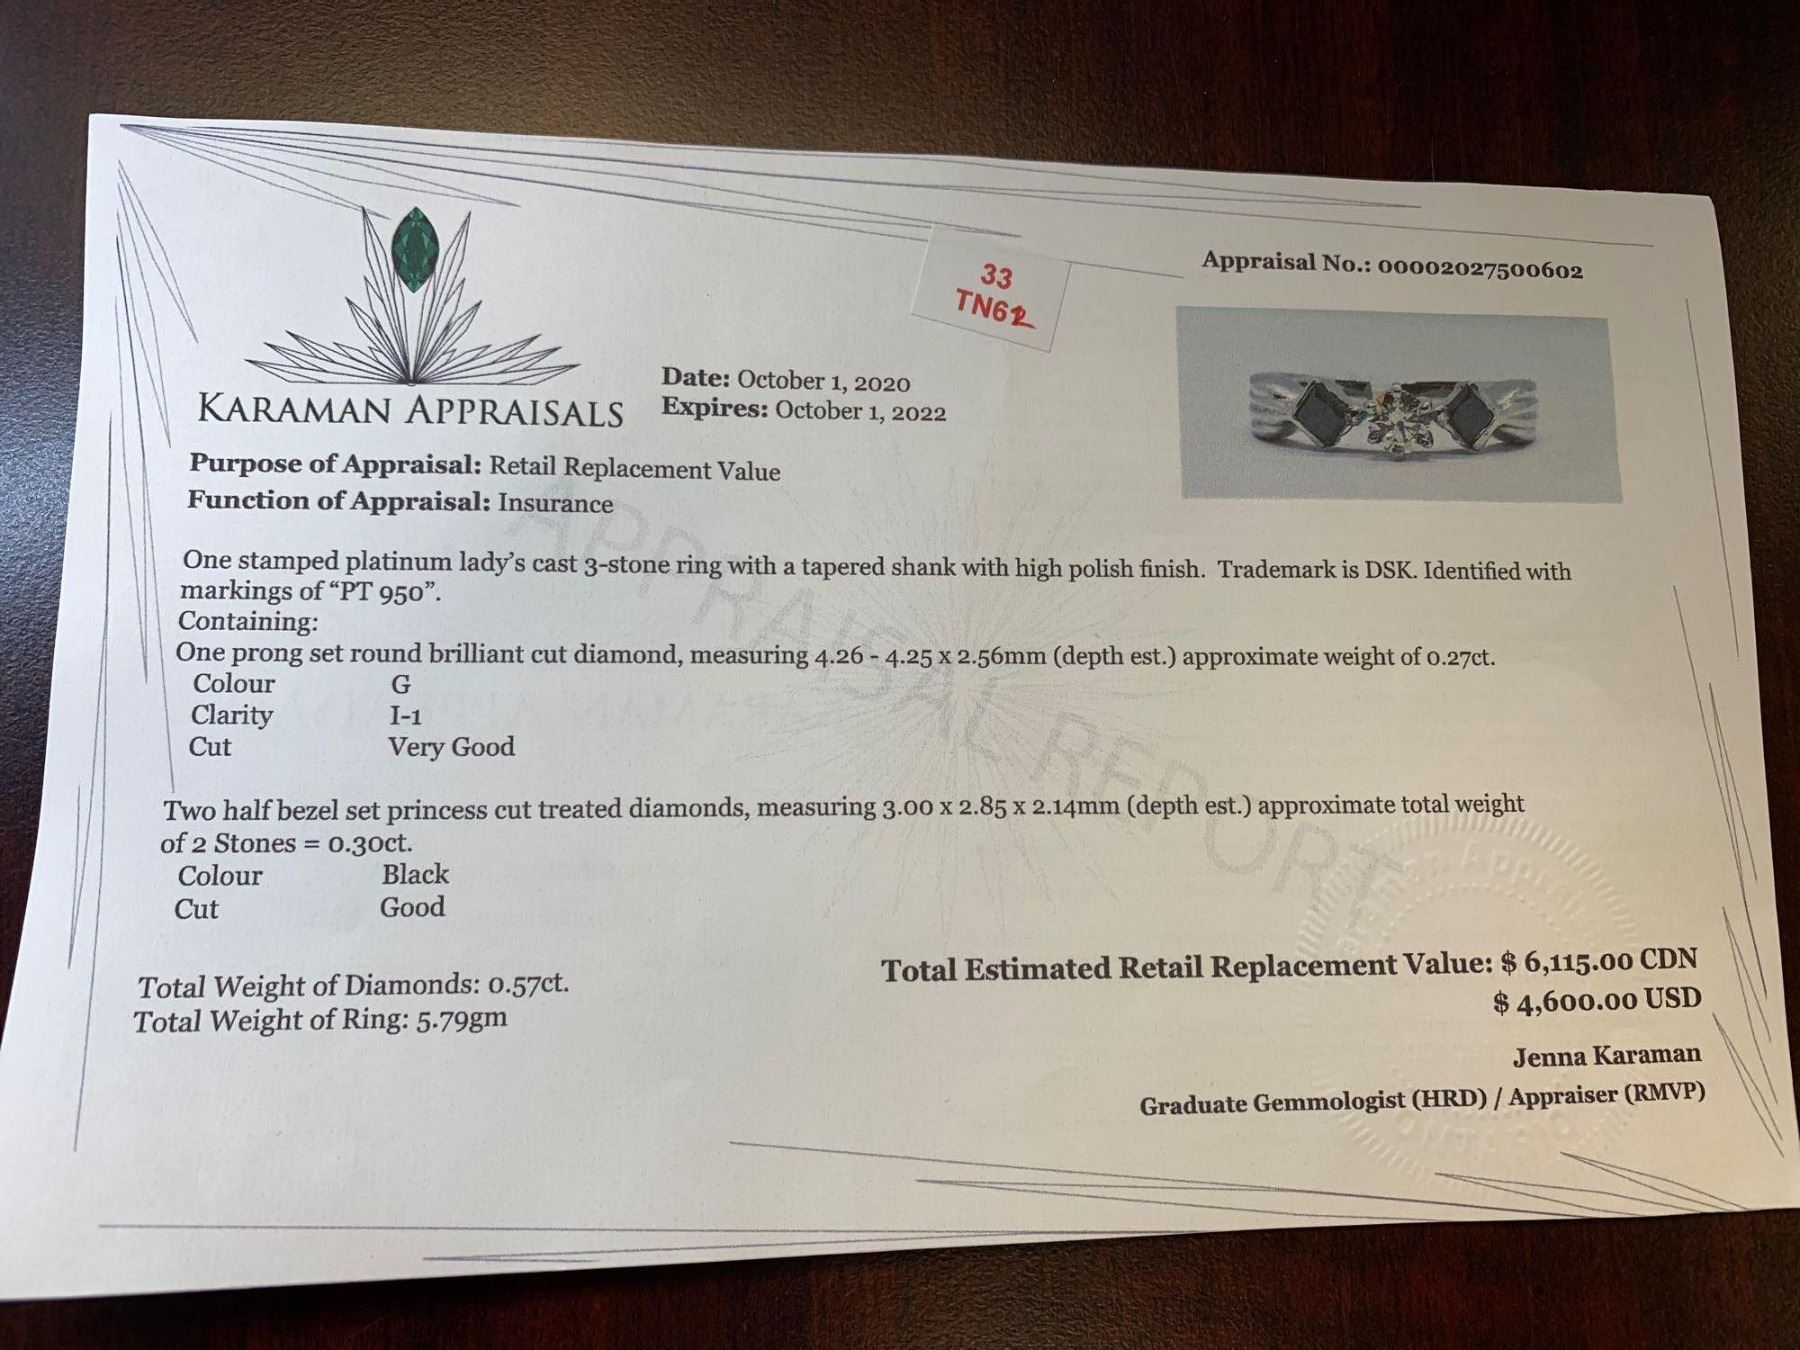 33
TN62
Appraisal No.: 00002027500602
KARAMAN APPRAISALS
Date: October 1, 2020
Expires: October 1, 2022
Purpose of Appraisal: Retail Replacement Value
Function of Appraisal: Insurance
APPRAISAL REPORT
One stamped platinum lady's cast 3-stone ring with a tapered shank with high polish finish. Trademark is DSK. Identified with
markings of "PT 950".
Containing:
One prong set round brilliant cut diamond, measuring 4.26 - 4.25 x 2.56mm (depth est.) approximate weight of 0.27ct.
Colour G
Clarity I-1
Cut Very Good
Two half bezel set princess cut treated diamonds, measuring 3.00 x 2.85 x 2.14mm (depth est.) approximate total weight
of 2 Stones = 0.30ct.
Colour Black
Cut Good
Total Weight of Diamonds: 0.57ct.
Total Weight of Ring: 5.79gm
Total Estimated Retail Replacement Value: $ 6,115.00 CDN
$ 4,600.00 USD
Jenna Karaman
Graduate Gemmologist (HRD) / Appraiser (RMVP)